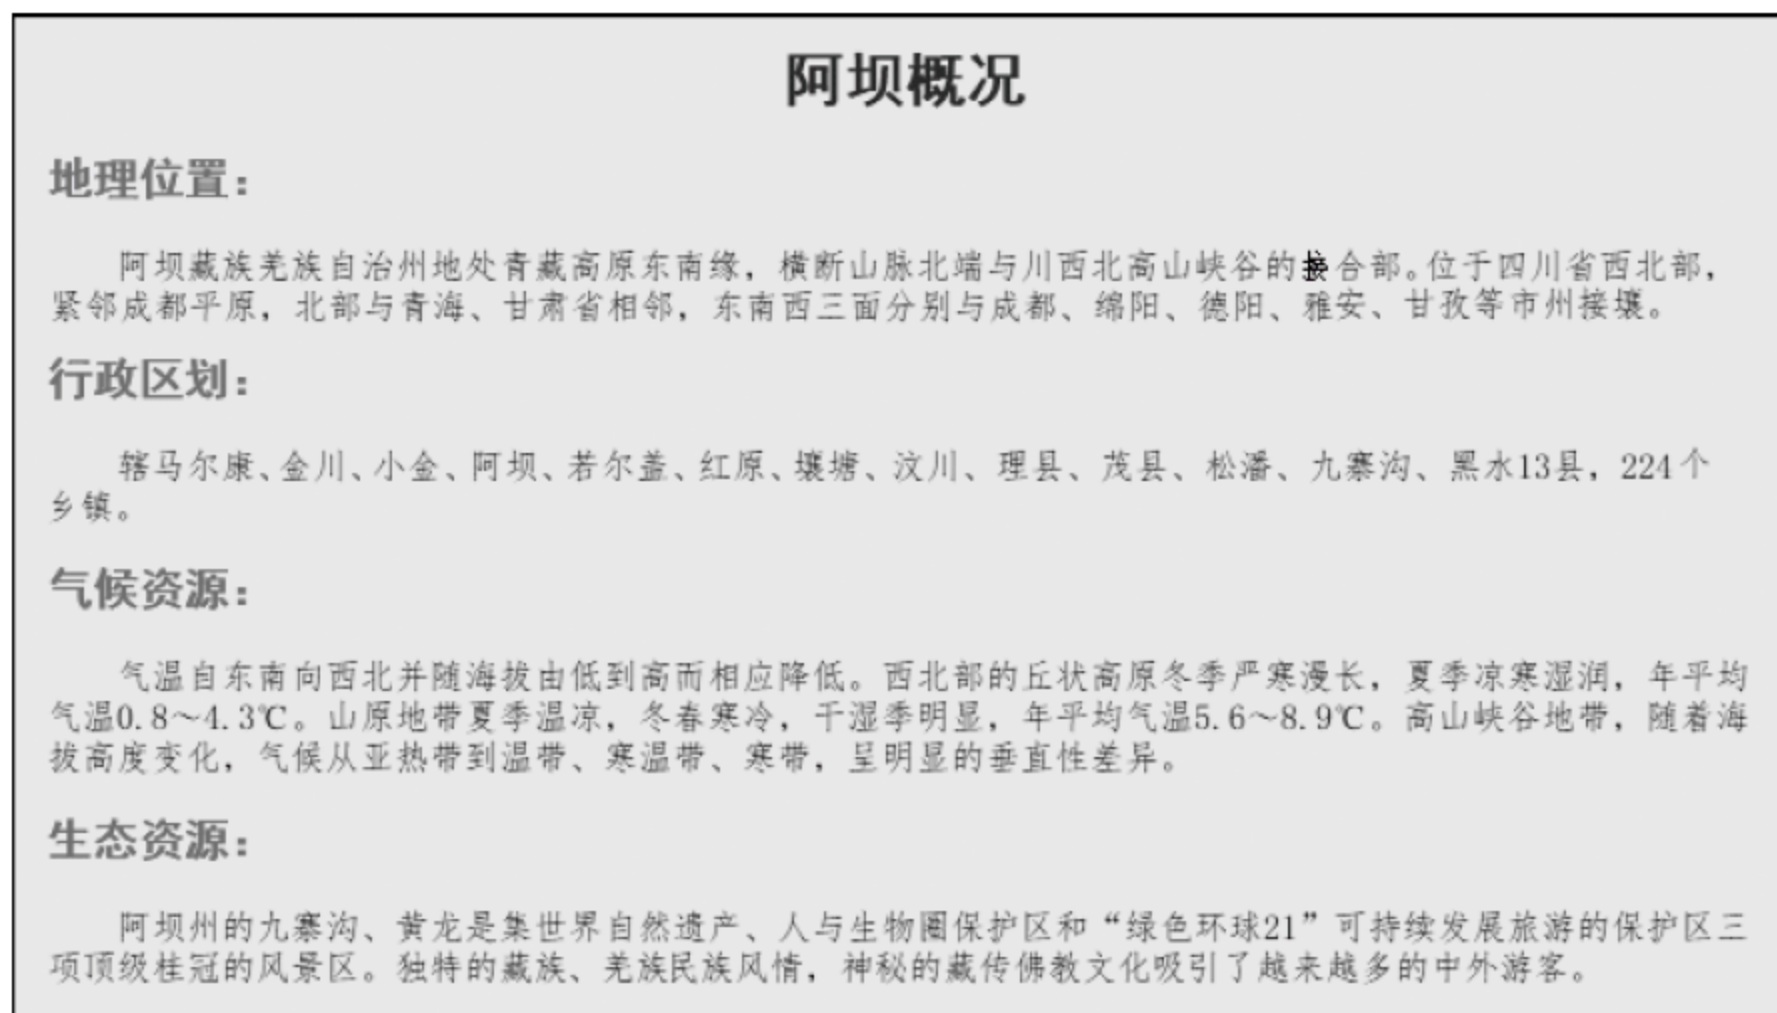 阿坝概况
地理位置：
阿坝藏族羌族自治州地处青藏高原东南缘，横断山脉北端与川西北高山峡谷的接合部。位于四川省西北部，
紧邻成都平原，北部与青海、甘肃省相邻，东南西三面分别与成都、绵阳、德阳、雅安、甘孜等市州接壤。
行政区划：
辖马尔康、金川、小金、阿坝、若尔盖、红原、壤塘、汶川、理县、茂县、松潘、九寨沟、黑水13县，224个
乡镇。
气候资源：
气温自东南向西北并随海拔由低到高而相应降低。西北部的丘状高原冬季严寒漫长，夏季凉寒湿润，年平均
气温0.8～4.3℃。山原地带夏季温凉，冬春寒冷，干湿季明显，年平均气温5.6～8.9℃。高山峡谷地带，随着海
拔高度变化，气候从亚热带到温带、寒温带、寒带，呈明显的垂直性差异。
生态资源：
阿坝州的九寨沟、黄龙是集世界自然遗产、人与生物圈保护区和“绿色环球21”可持续发展旅游的保护区三
项顶级桂冠的风景区。独特的藏族、羌族民族风情，神秘的藏传佛教文化吸引了越来越多的中外游客。